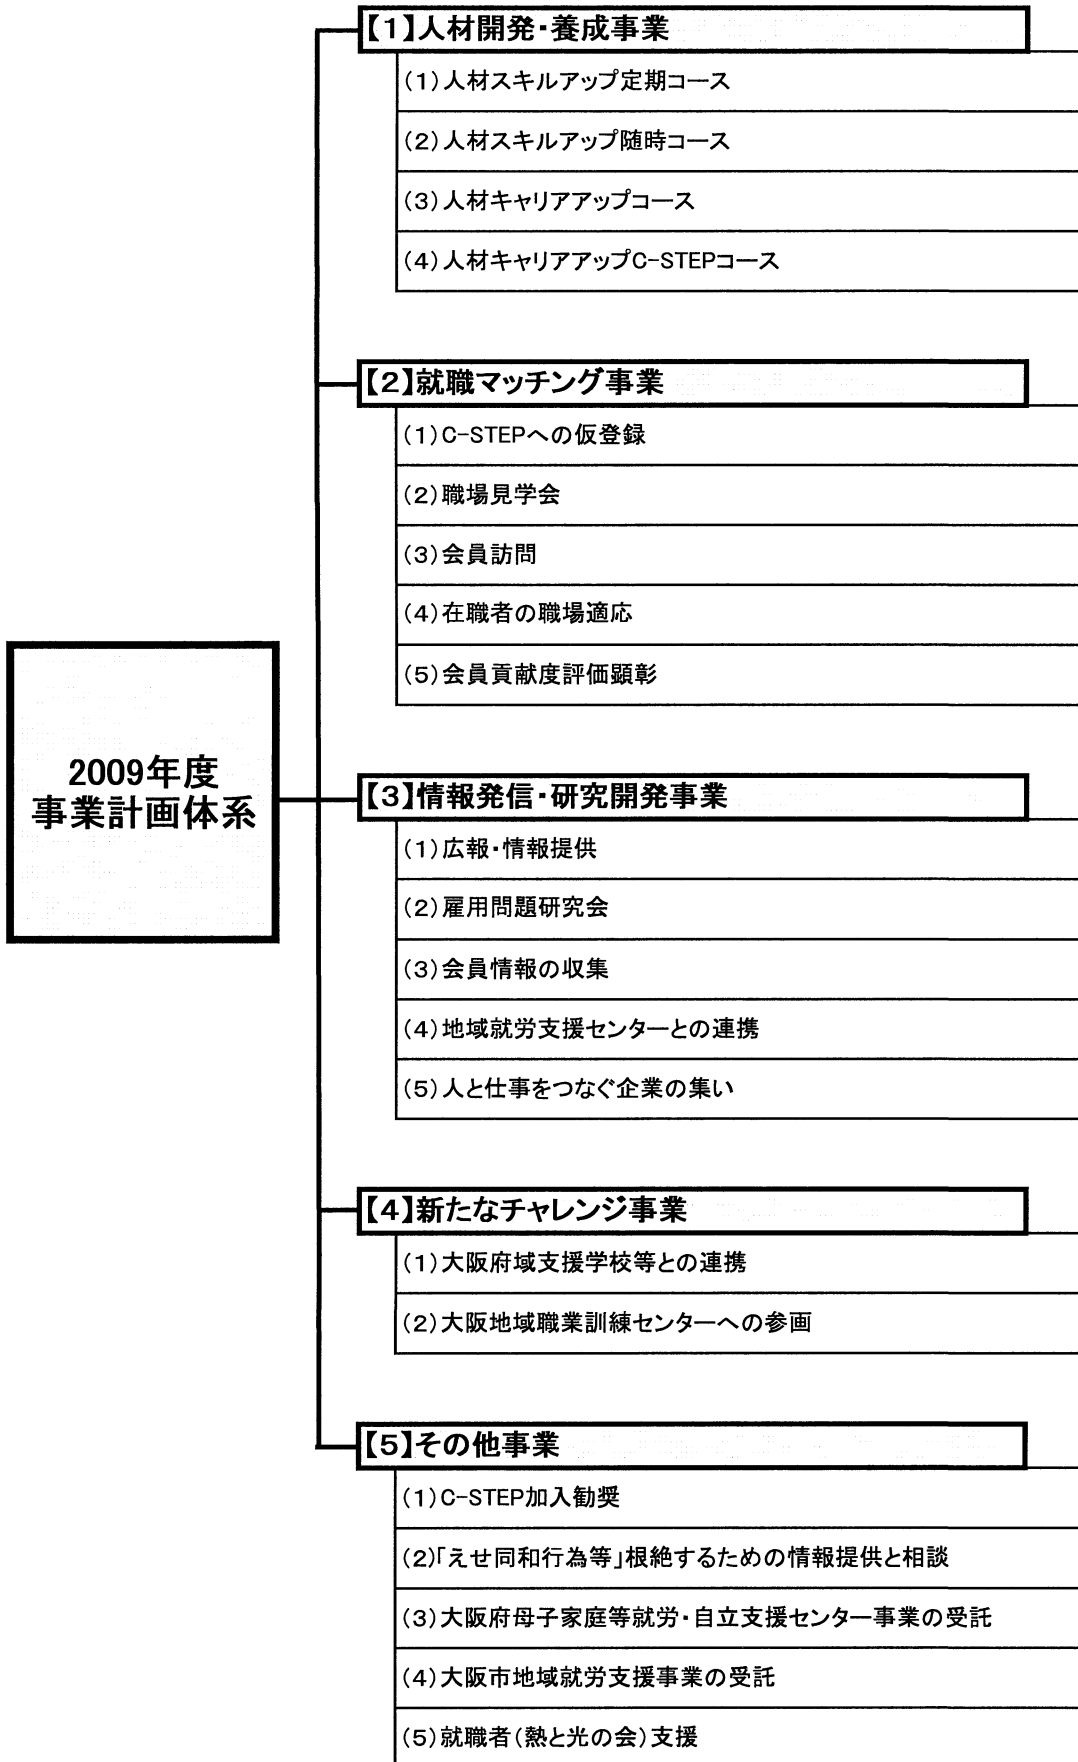 【1】人材開発・養成事業
(1)人材スキルアップ定期コース
(2)人材スキルアップ随時コース
(3)人材キャリアアップコース
(4)人材キャリアアップC-STEPコース
【2】就職マッチング事業
(1)C-STEPへの仮登録
(2)職場見学会
(3)会員訪問
(4)在職者の職場適応
(5)会員貢献度評価顕彰
2009年度
事業計画体系
【3】情報発信・研究開発事業
(1)広報・情報提供
(2)雇用問題研究会
(3)会員情報の収集
(4)地域就労支援センターとの連携
(5)人と仕事をつなぐ企業の集い
【4】新たなチャレンジ事業
(1)大阪府域支援学校等との連携
(2)大阪地域職業訓練センターへの参画
【5】その他事業
(1)C-STEP加入勧奨
(2)「えせ同和行為等」根絶するための情報提供と相談
(3)大阪府母子家庭等就労・自立支援センター事業の受託
(4)大阪市地域就労支援事業の受託
(5)就職者(熱と光の会)支援